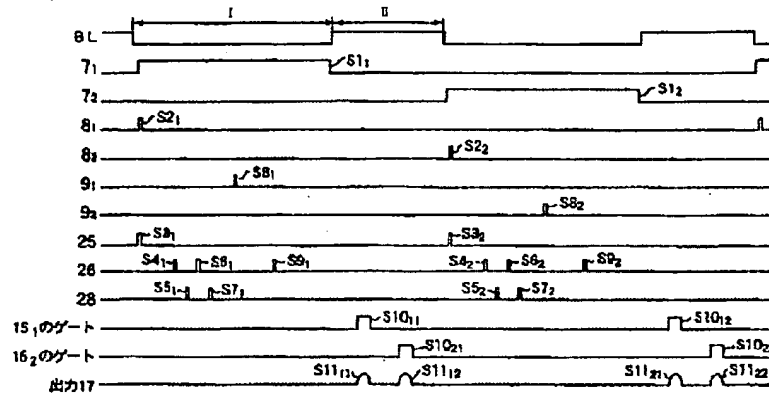 I II
8L
7₁ S1₁
7₂ S1₂
8₁ S2₁
8₂ S2₂
9₁ S8₁
9₂ S8₂
25 S3₁ S3₂
26 S4₁ S6₁ S9₁ S4₂ S6₂ S9₂
28 S5₁ S7₁ S5₂ S7₂
15₁のゲート S10₁₁ S10₁₂
16₂のゲート S10₂₁
出力17 S11₁₁ S11₁₂ S11₂₁ S11₂₂